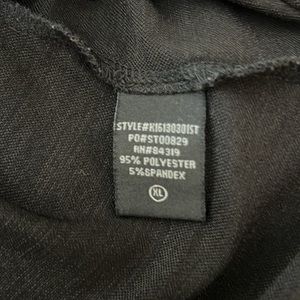 STYLE#K1613030IST
PO#ST00829
RN#84319
95% POLYESTER
5%SPANDEX
XL